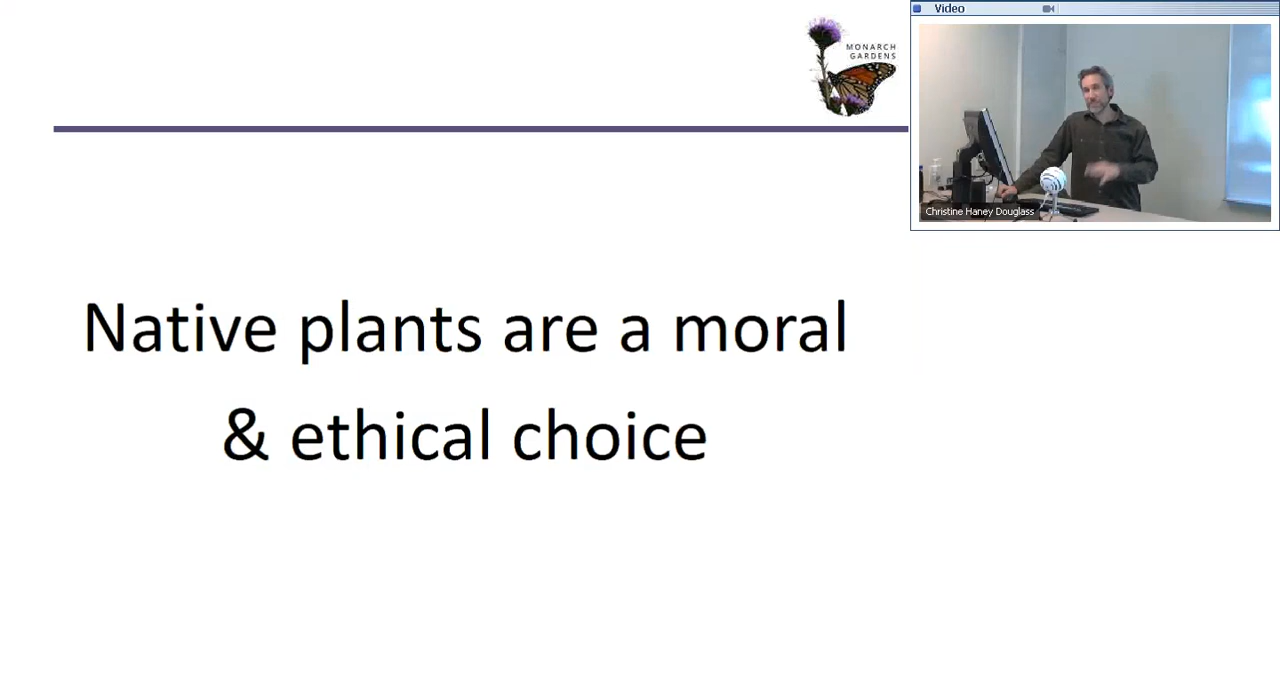 MONARCH
GARDENS
Video
Christine Haney Douglass
Native plants are a moral
& ethical choice